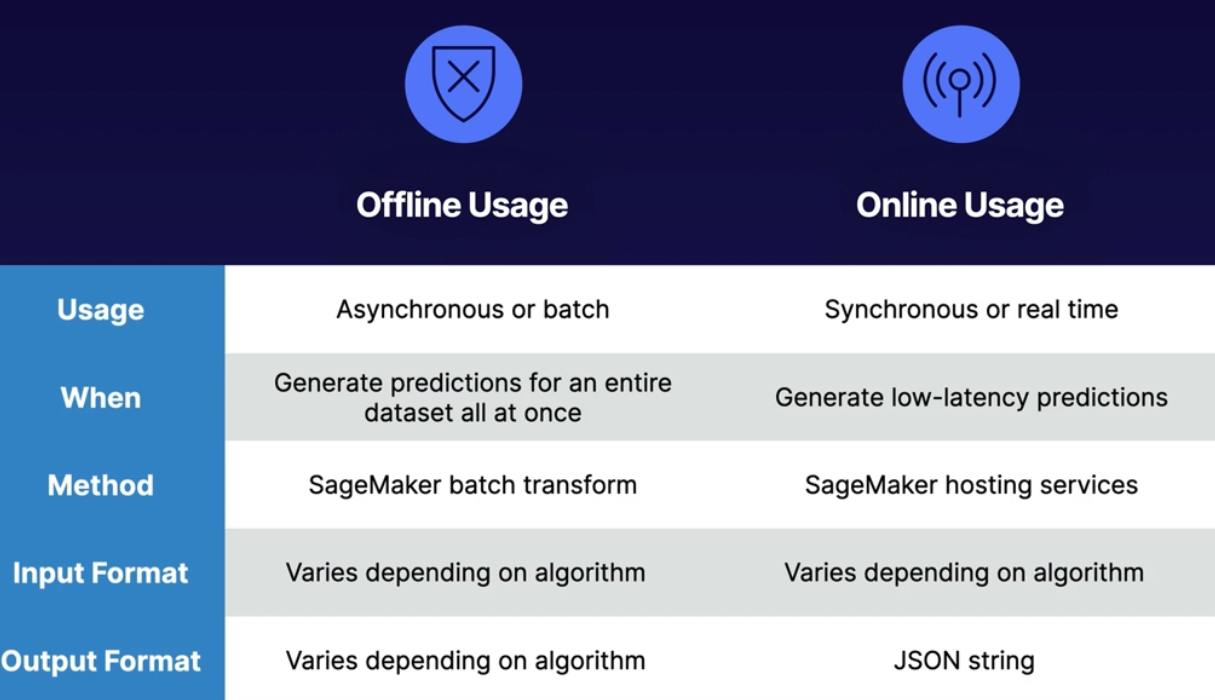 Offline Usage
Online Usage
Usage
Asynchronous or batch
Synchronous or real time
When
Generate predictions for an entire
dataset all at once
Generate low-latency predictions
Method
SageMaker batch transform
SageMaker hosting services
Input Format
Varies depending on algorithm
Varies depending on algorithm
Output Format
Varies depending on algorithm
JSON string